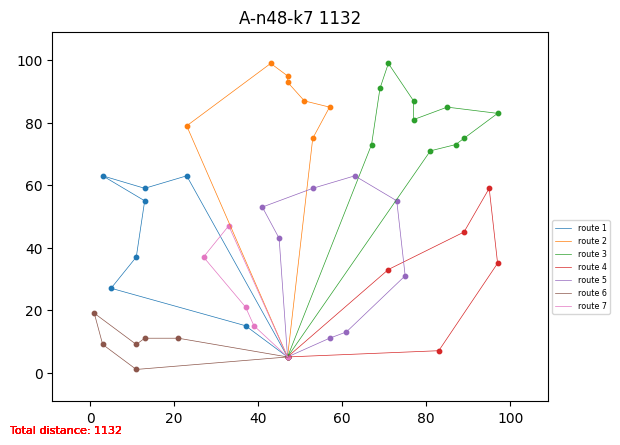 A-n48-k7 1132
100
80
60
40
20
0
0 20 40 60 80 100
route 1
route 2
route 3
route 4
route 5
route 6
route 7
Total distance: 1132